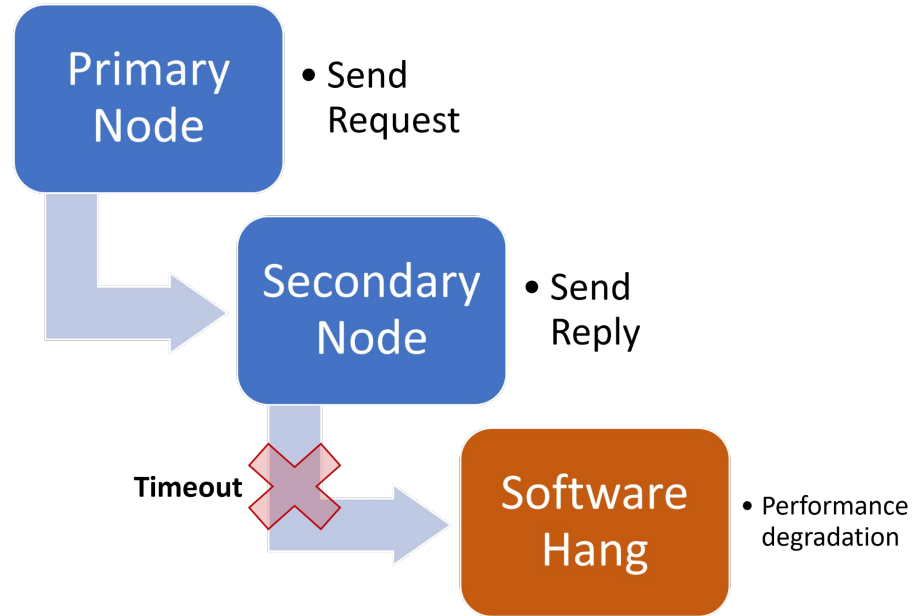 Primary
Node
• Send
Request
Secondary
Node
• Send
Reply
Timeout
Software
Hang
• Performance
degradation